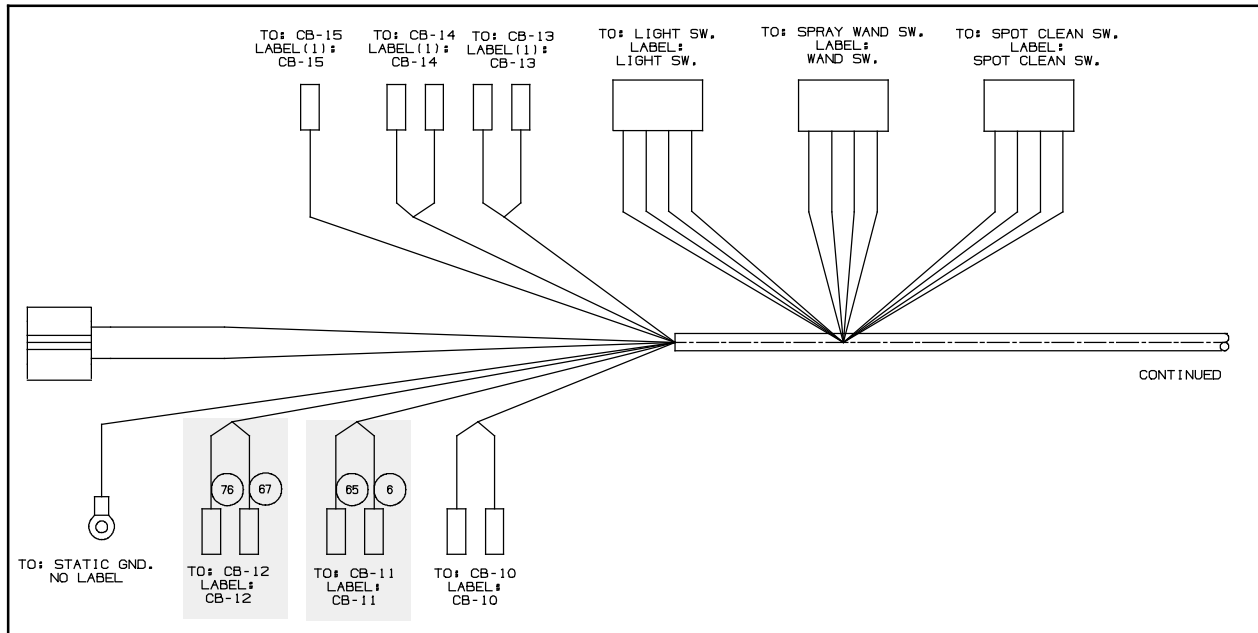 TO: CB-15
LABEL(1):
CB-15
TO: CB-14
LABEL(1):
CB-14
TO: CB-13
LABEL(1):
CB-13
TO: LIGHT SW.
LABEL:
LIGHT SW.
TO: SPRAY WAND SW.
LABEL:
WAND SW.
TO: SPOT CLEAN SW.
LABEL:
SPOT CLEAN SW.
CONTINUED
76
67
65
6
TO: STATIC GND.
NO LABEL
TO: CB-12
LABEL:
CB-12
TO: CB-11
LABEL:
CB-11
TO: CB-10
LABEL:
CB-10